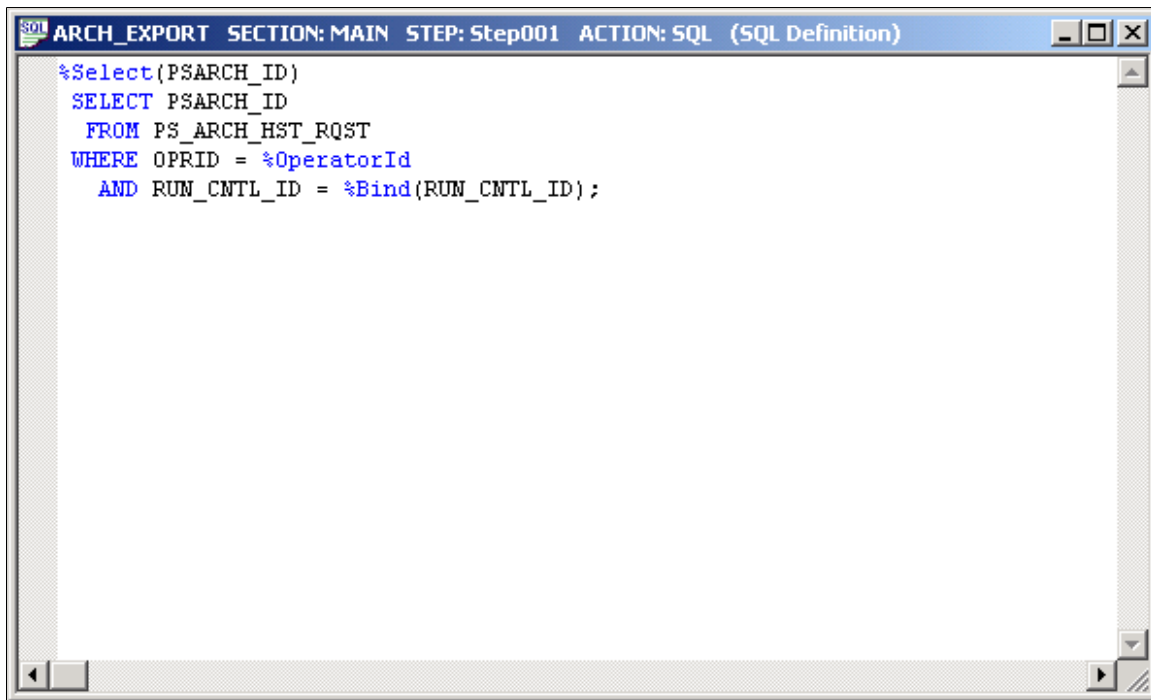 SQL ARCH_EXPORT SECTION: MAIN STEP: Step001 ACTION: SQL (SQL Definition)
%Select(PSARCH_ID)
SELECT PSARCH_ID
FROM PS_ARCH_HST_RQST
WHERE OPRID = %OperatorId
AND RUN_CNTL_ID = %Bind(RUN_CNTL_ID);